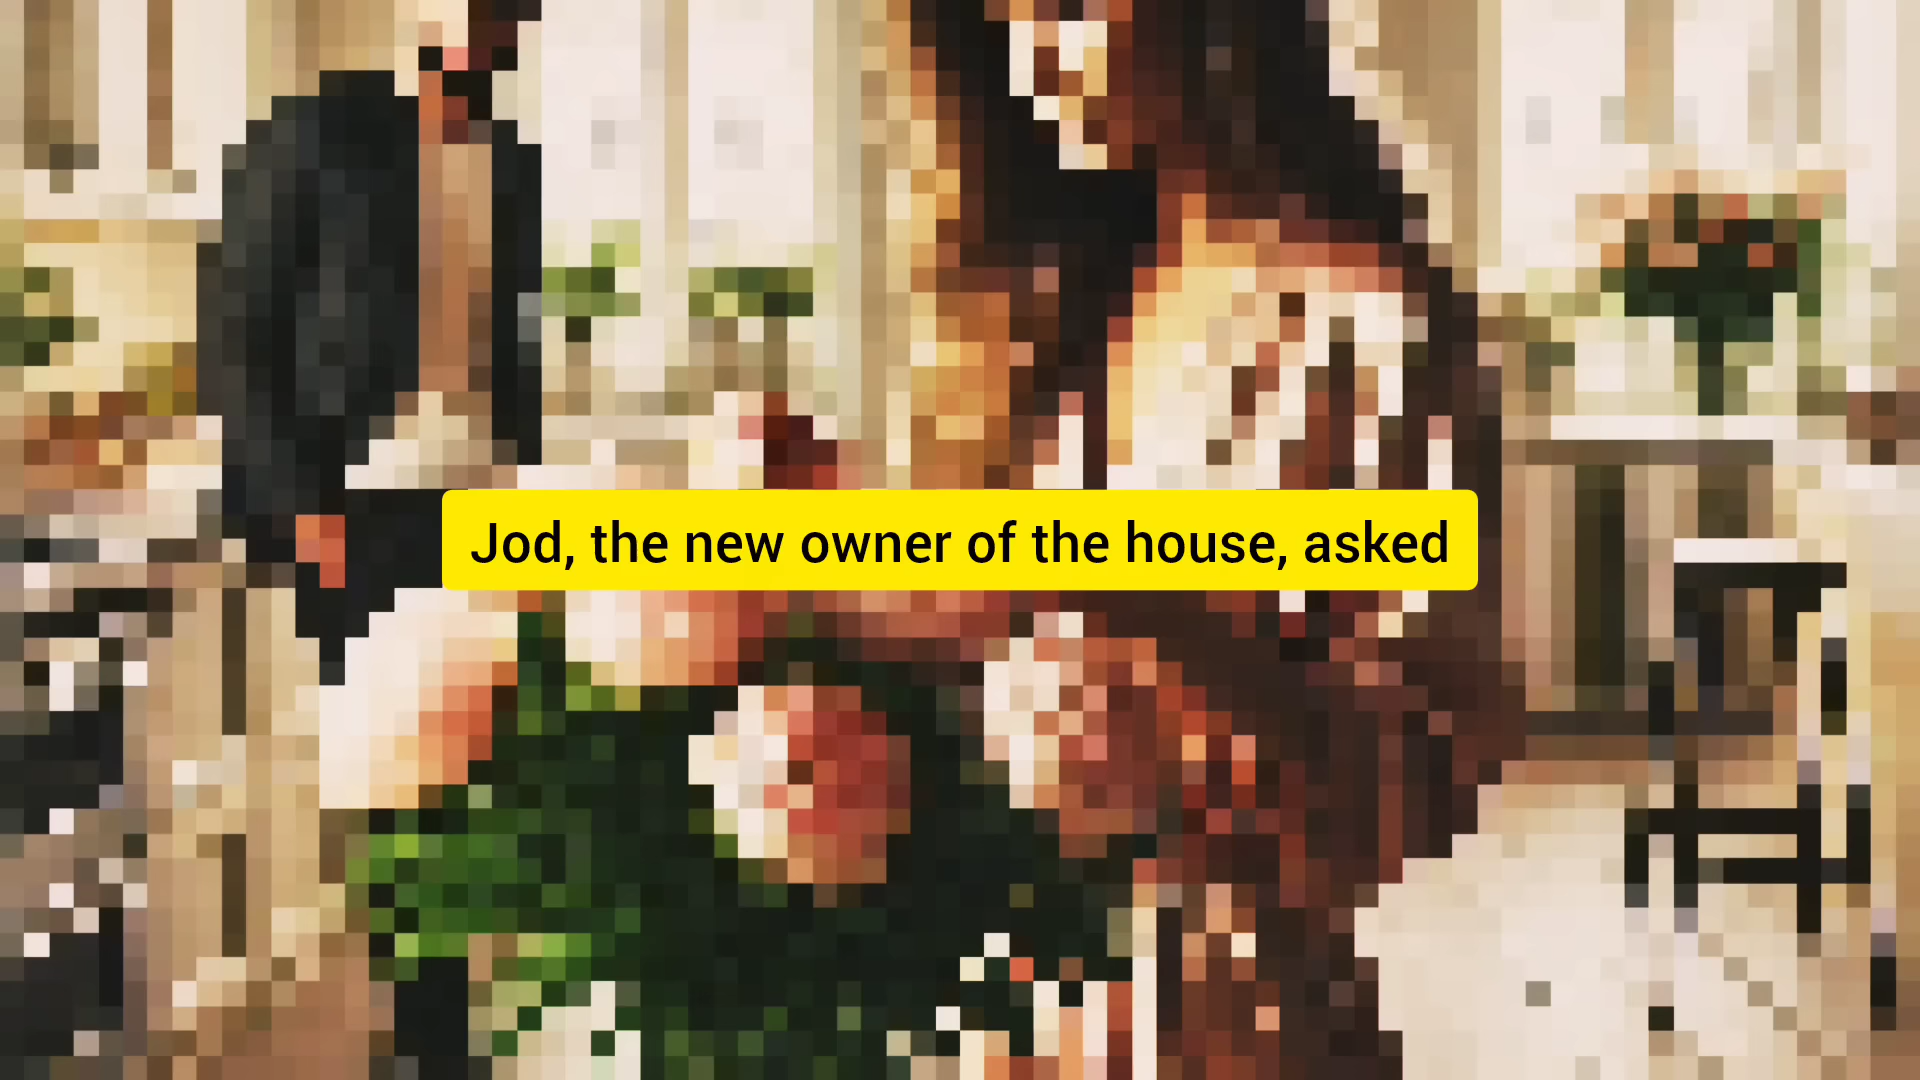 Jod, the new owner of the house, asked